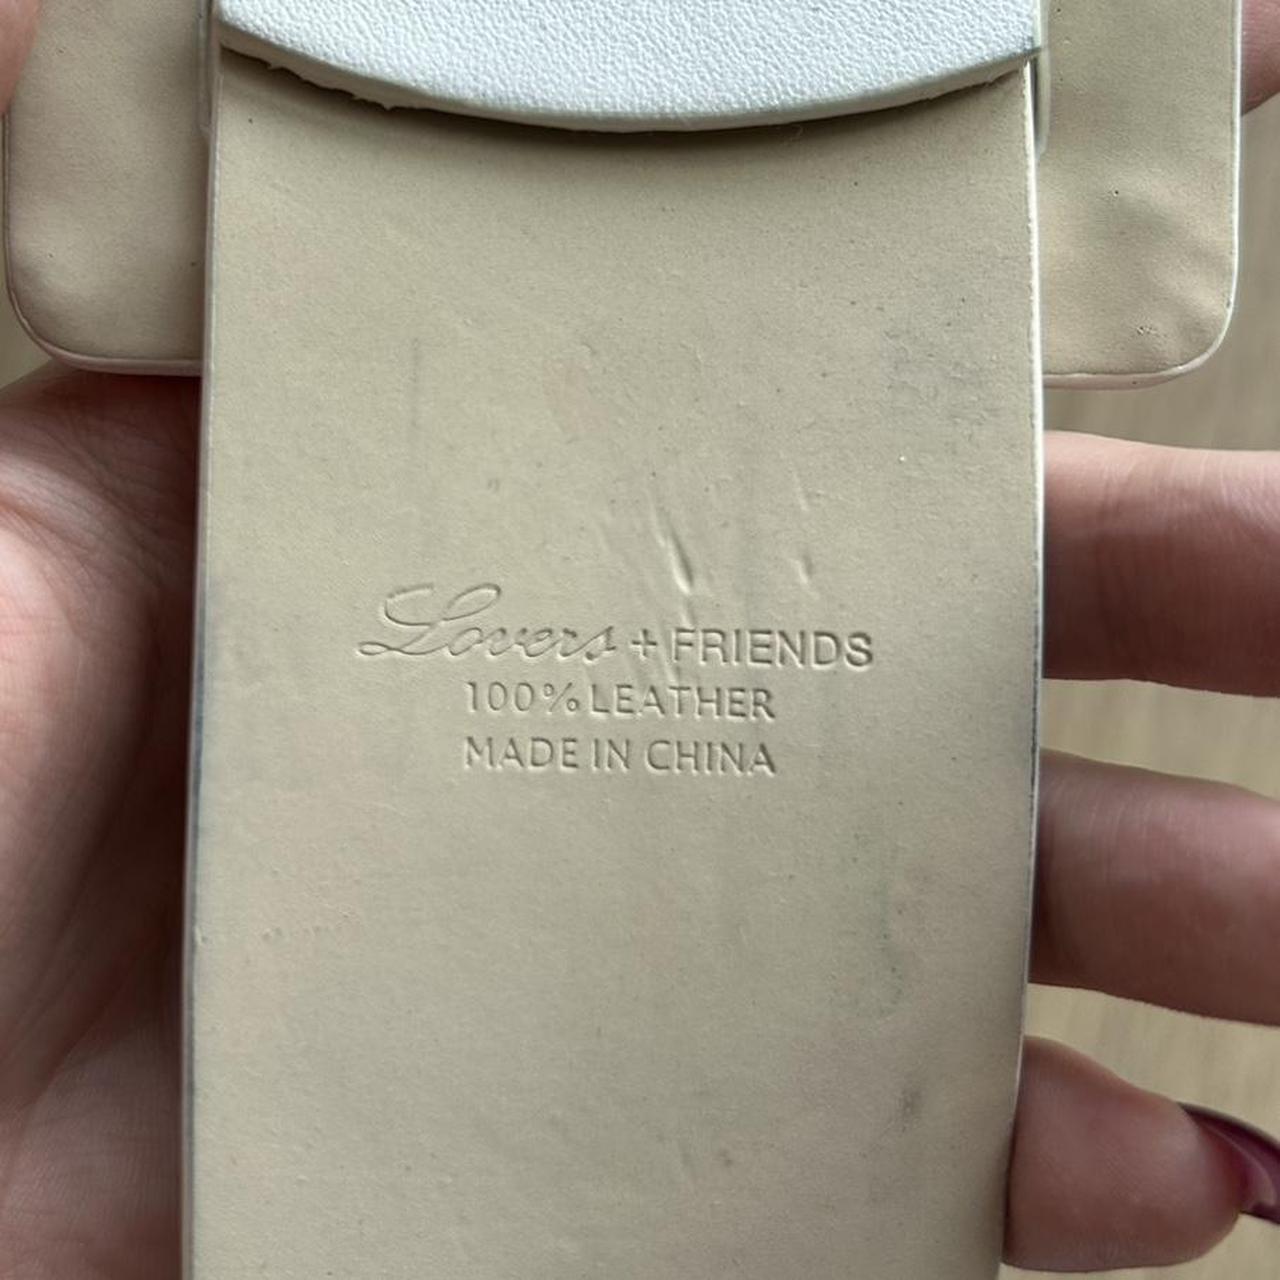 Lovers + FRIENDS
100% LEATHER
MADE IN CHINA